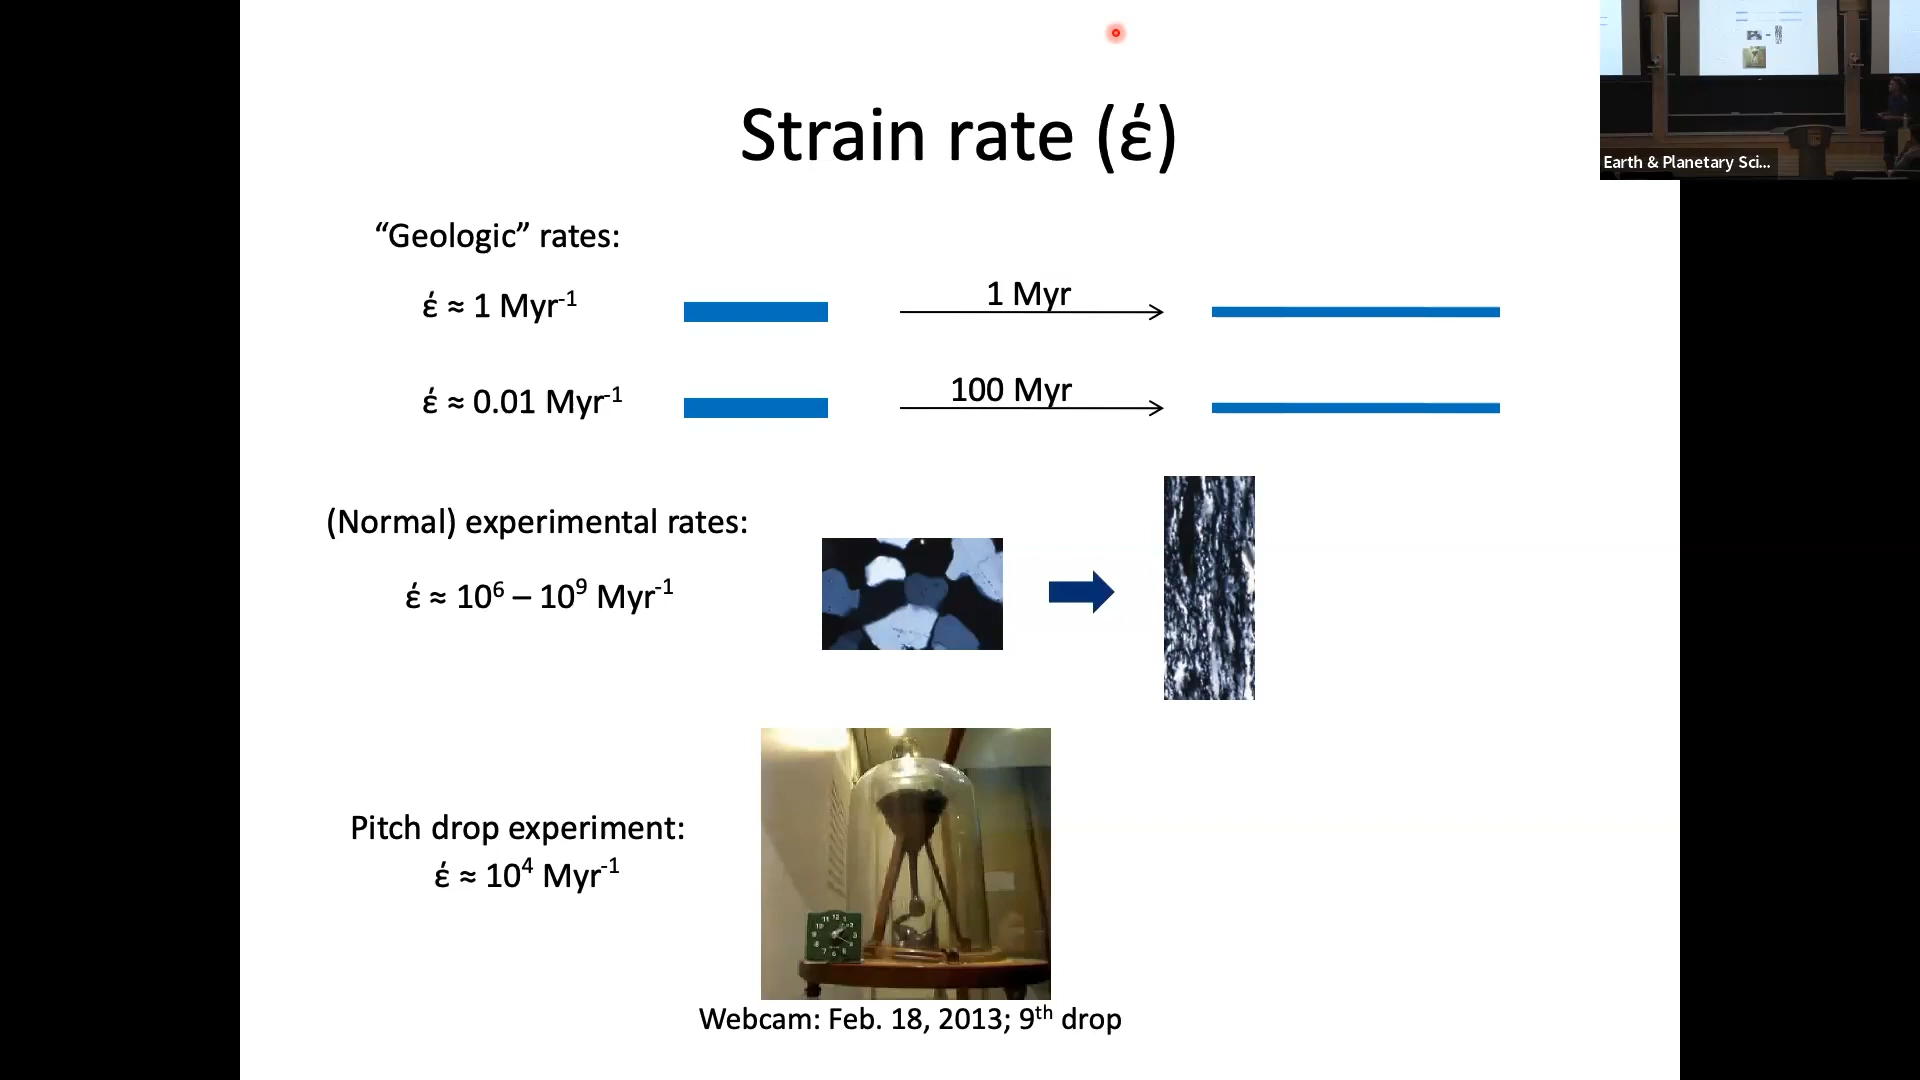 Strain rate (έ)
Earth & Planetary Sci...
“Geologic” rates:
έ ≈ 1 Myr⁻¹
1 Myr
έ ≈ 0.01 Myr⁻¹
100 Myr
(Normal) experimental rates:
έ ≈ 10⁶ – 10⁹ Myr⁻¹
Pitch drop experiment:
έ ≈ 10⁴ Myr⁻¹
Webcam: Feb. 18, 2013; 9ᵗʰ drop